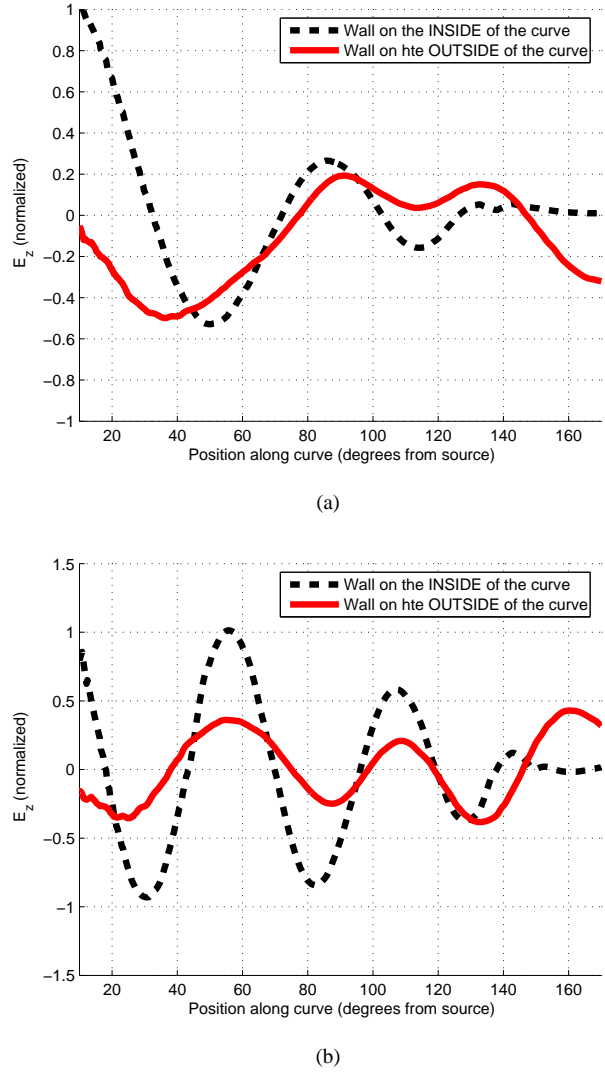 1
0.8
0.6
0.4
0.2
0
−0.2
−0.4
−0.6
−0.8
−1
E_z (normalized)
Wall on the INSIDE of the curve
Wall on hte OUTSIDE of the curve
20 40 60 80 100 120 140 160
Position along curve (degrees from source)
(a)
1.5
1
0.5
0
−0.5
−1
−1.5
E_z (normalized)
Wall on the INSIDE of the curve
Wall on hte OUTSIDE of the curve
20 40 60 80 100 120 140 160
Position along curve (degrees from source)
(b)